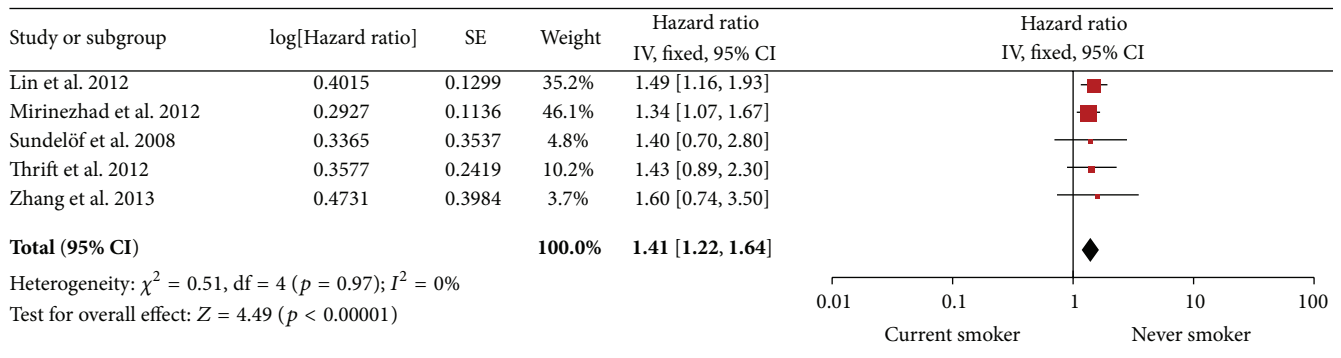 Study or subgroup log[Hazard ratio] SE Weight Hazard ratio IV, fixed, 95% CI Hazard ratio IV, fixed, 95% CI
Lin et al. 2012 0.4015 0.1299 35.2% 1.49 [1.16, 1.93]
Mirinezhad et al. 2012 0.2927 0.1136 46.1% 1.34 [1.07, 1.67]
Sundelöf et al. 2008 0.3365 0.3537 4.8% 1.40 [0.70, 2.80]
Thrift et al. 2012 0.3577 0.2419 10.2% 1.43 [0.89, 2.30]
Zhang et al. 2013 0.4731 0.3984 3.7% 1.60 [0.74, 3.50]
Total (95% CI) 100.0% 1.41 [1.22, 1.64]
Heterogeneity: χ² = 0.51, df = 4 (p = 0.97); I² = 0%
Test for overall effect: Z = 4.49 (p < 0.00001)
0.01 0.1 1 10 100
Current smoker Never smoker